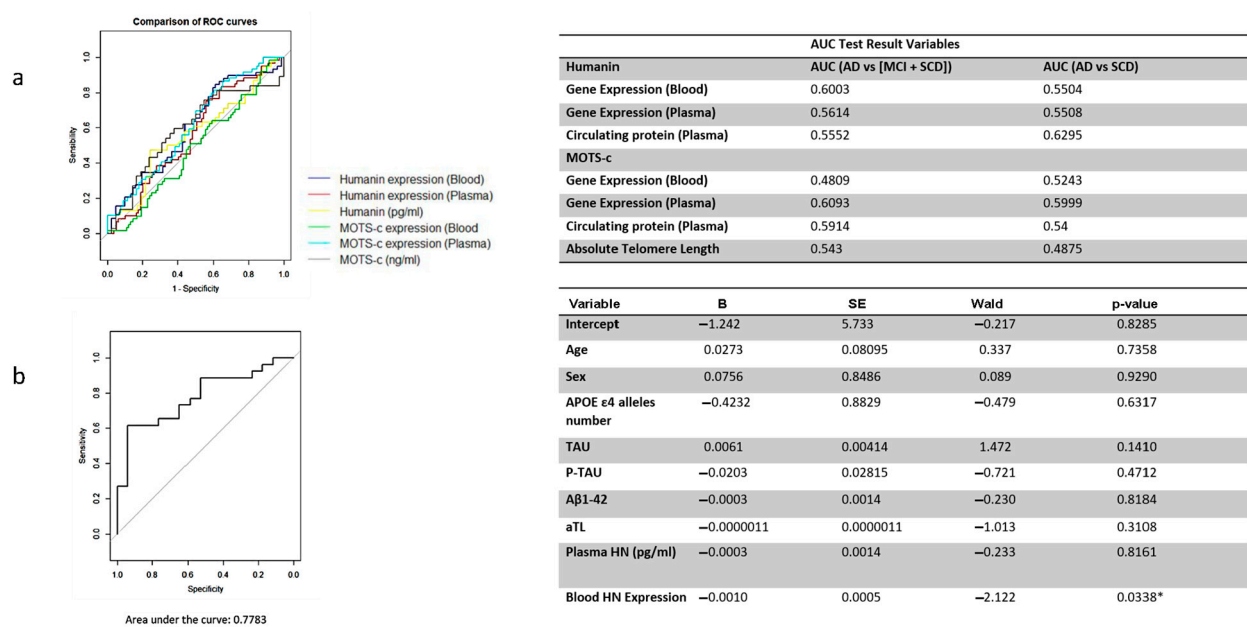 a
Comparison of ROC curves
Sensibility
0.0 0.2 0.4 0.6 0.8 1.0
0.0 0.2 0.4 0.6 0.8 1.0
1 - Specificity
Humanin expression (Blood)
Humanin expression (Plasma)
Humanin (pg/ml)
MOTS-c expression (Blood
MOTS-c expression (Plasma)
MOTS-c (ng/ml)
AUC Test Result Variables
Humanin AUC (AD vs [MCI + SCD]) AUC (AD vs SCD)
Gene Expression (Blood) 0.6003 0.5504
Gene Expression (Plasma) 0.5614 0.5508
Circulating protein (Plasma) 0.5552 0.6295
MOTS-c
Gene Expression (Blood) 0.4809 0.5243
Gene Expression (Plasma) 0.6093 0.5999
Circulating protein (Plasma) 0.5914 0.54
Absolute Telomere Length 0.543 0.4875
b
Sensitivity
0.0 0.2 0.4 0.6 0.8 1.0
1.0 0.8 0.6 0.4 0.2 0.0
Specificity
Area under the curve: 0.7783
Variable B SE Wald p-value
Intercept −1.242 5.733 −0.217 0.8285
Age 0.0273 0.08095 0.337 0.7358
Sex 0.0756 0.8486 0.089 0.9290
APOE ε4 alleles −0.4232 0.8829 −0.479 0.6317
number
TAU 0.0061 0.00414 1.472 0.1410
P-TAU −0.0203 0.02815 −0.721 0.4712
Aβ1-42 −0.0003 0.0014 −0.230 0.8184
aTL −0.0000011 0.0000011 −1.013 0.3108
Plasma HN (pg/ml) −0.0003 0.0014 −0.233 0.8161
Blood HN Expression −0.0010 0.0005 −2.122 0.0338*